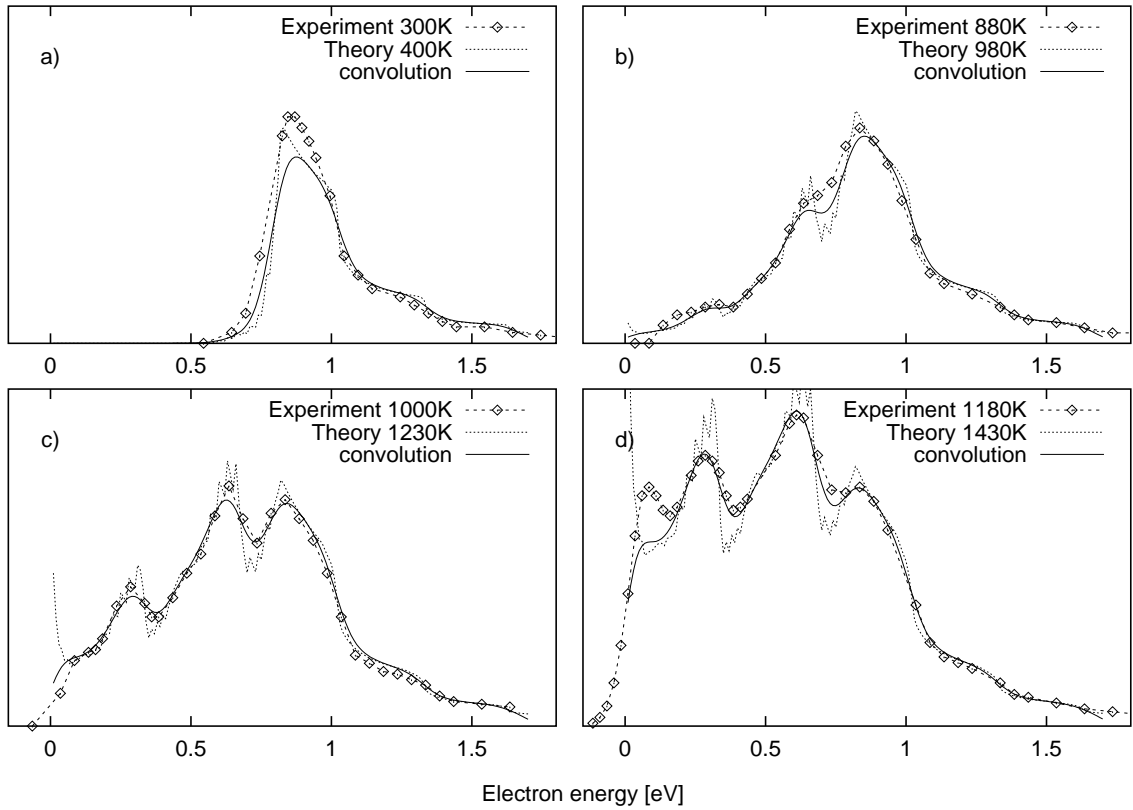 a)
Experiment 300K
Theory 400K
convolution
0 0.5 1 1.5
b)
Experiment 880K
Theory 980K
convolution
0 0.5 1 1.5
c)
Experiment 1000K
Theory 1230K
convolution
0 0.5 1 1.5
d)
Experiment 1180K
Theory 1430K
convolution
0 0.5 1 1.5
Electron energy [eV]